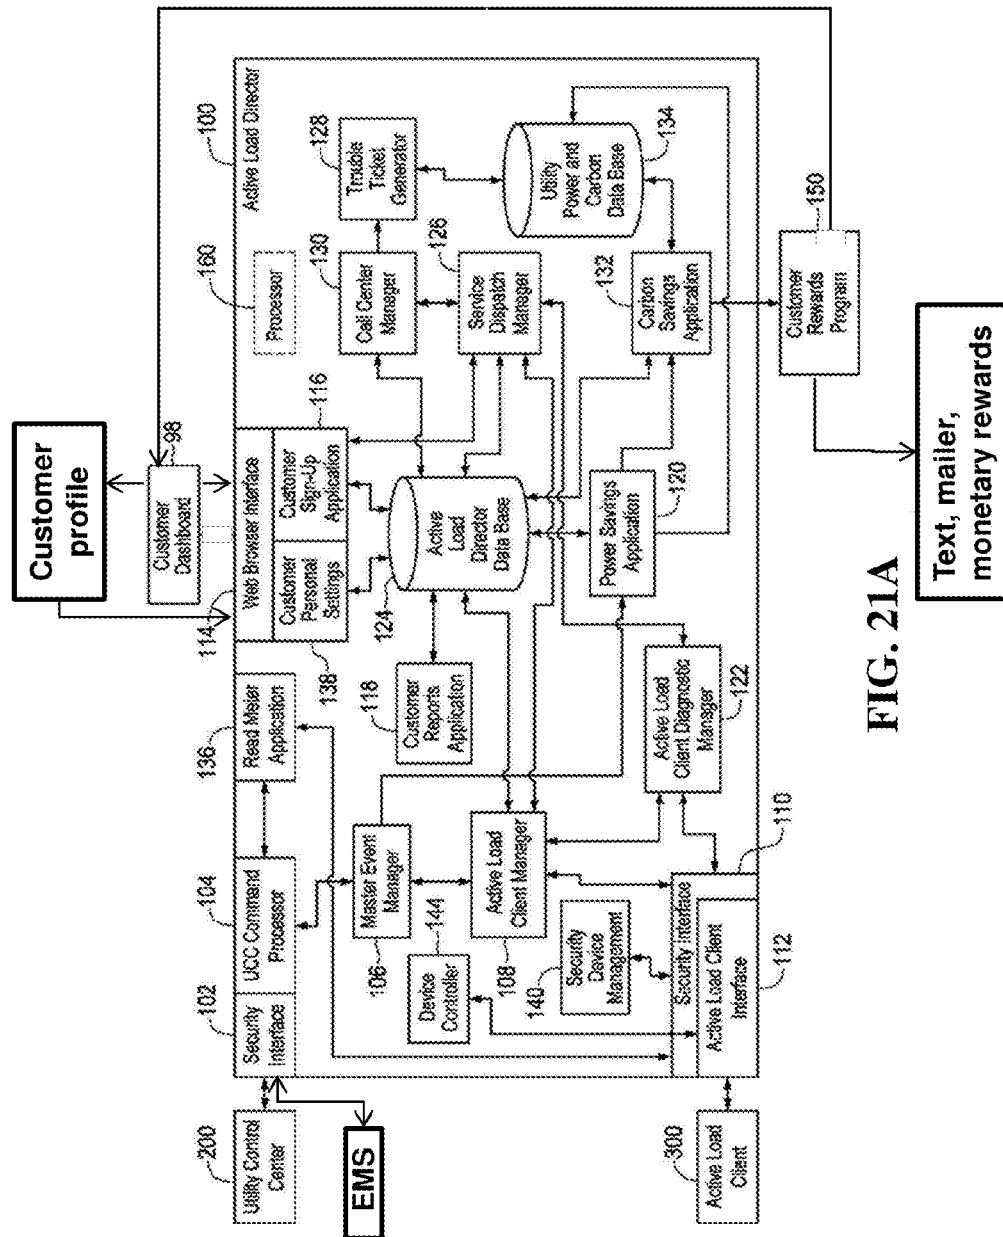 Customer
profile
98
Customer
Dashboard
100
Active Load Director
114
Web Browser Interface
Customer
Personal
Settings
138
Customer
Sign-Up
Application
116
160
Processor
130
Call Center
Manager
128
Trouble
Ticket
Generator
126
Service
Dispatch
Manager
Utility
Power and
Carbon
Data Base
134
132
Carbon
Savings
Application
150
Customer
Rewards
Program
Text, mailer,
monetary rewards
124
Active
Load
Director
Data Base
Power Savings
Application
120
118
Customer
Reports
Application
136
Read Meter
Application
104
UCC Command
Processor
102
Security
Interface
200
Utility Control
Center
EMS
Master Event
Manager
106
144
Device
Controller
Active Load
Client Manager
108
Security
Device
Management
140
Active Load
Client Diagnostic
Manager
122
110
Security Interface
Active Load Client
Interface
112
300
Active Load
Client
FIG. 21A